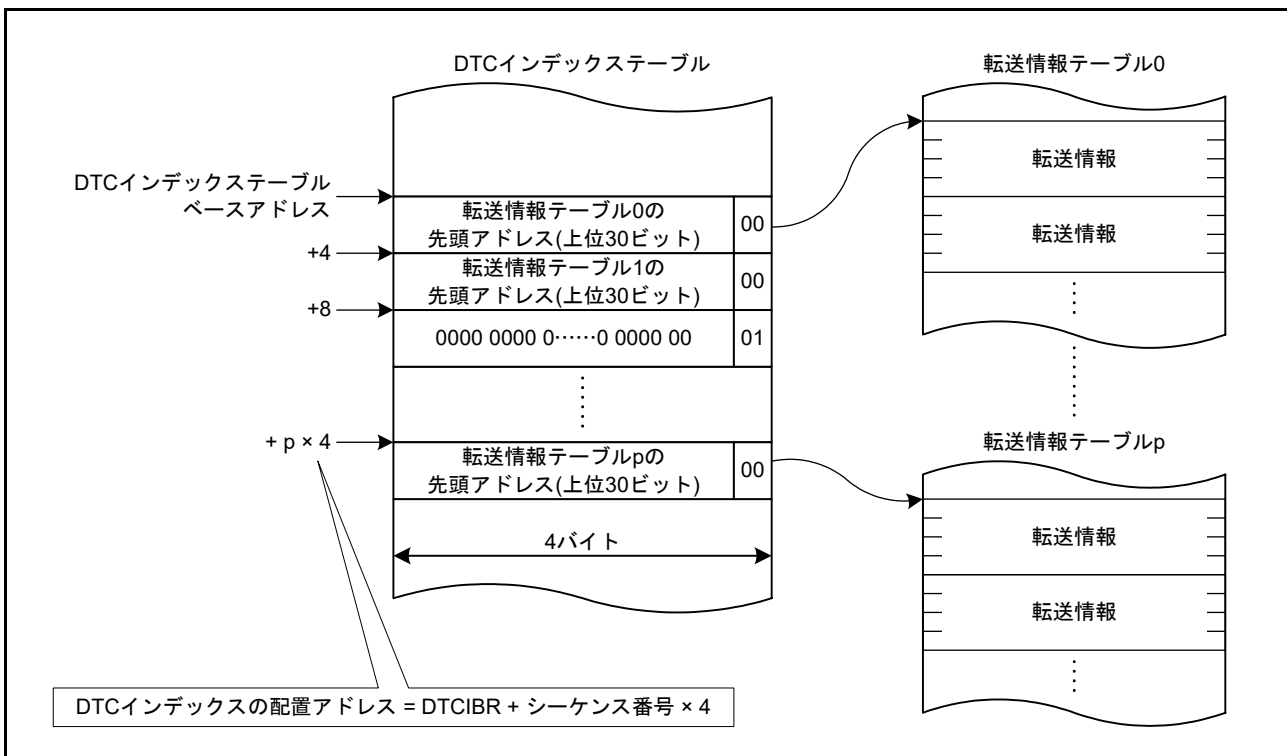 DTCインデックステーブル
転送情報テーブル0
DTCインデックステーブル
ベースアドレス
転送情報テーブル0の
先頭アドレス(上位30ビット)
00
転送情報
転送情報
+4
転送情報テーブル1の
先頭アドレス(上位30ビット)
00
+8
0000 0000 0……0 0000 00
01
+ p × 4
転送情報テーブルpの
先頭アドレス(上位30ビット)
00
転送情報テーブルp
転送情報
転送情報
4バイト
DTCインデックスの配置アドレス = DTCIBR + シーケンス番号 × 4